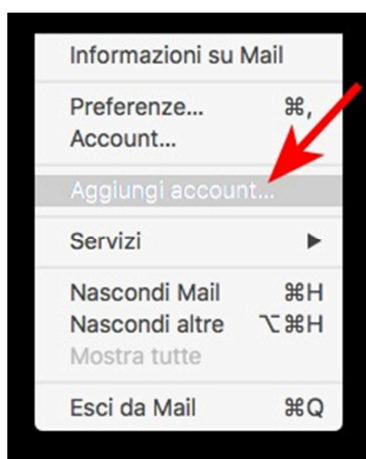 Informazioni su Mail
Preferenze... ⌘,
Account...
Aggiungi account...
Servizi ▶
Nascondi Mail ⌘H
Nascondi altre ⌥⌘H
Mostra tutte
Esci da Mail ⌘Q